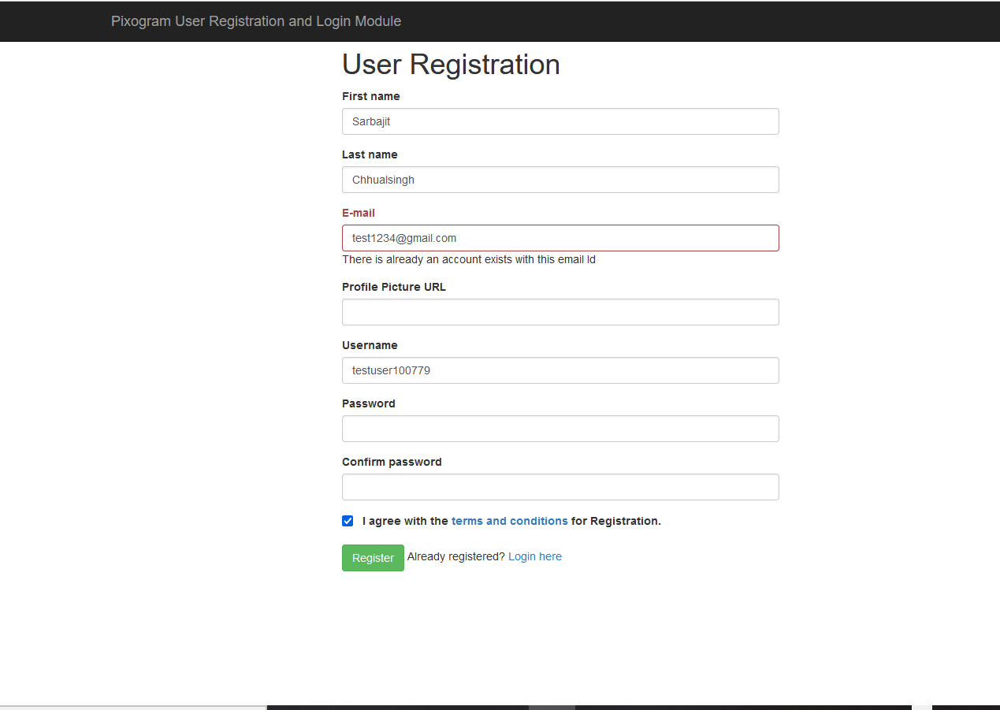 Pixogram User Registration and Login Module
User Registration
First name
Sarbajit
Last name
Chhualsingh
E-mail
test1234@gmail.com
There is already an account exists with this email Id
Profile Picture URL
Username
testuser100779
Password
Confirm password
I agree with the terms and conditions for Registration.
Register Already registered? Login here